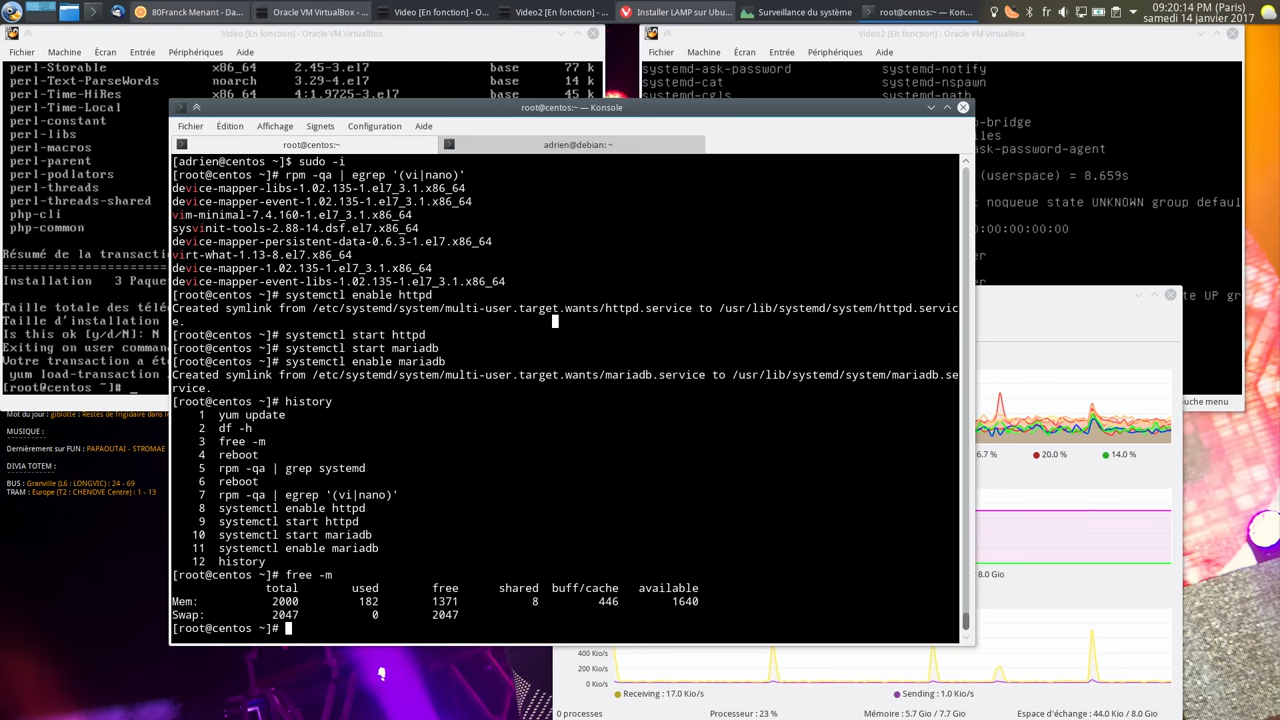 80Franck Menant - Da...
Oracle VM VirtualBox - ...
Video [En fonction] - O...
Video2 [En fonction] - ...
Installer LAMP sur l'ubu...
Surveillance du système
root@centos:~ — Kon...
fr
09:20:14 PM (Paris)
samedi 14 janvier 2017
Video [En fonction] - Oracle VM VirtualBox
Fichier Machine Écran Entrée Périphériques Aide
Video2 [En fonction] - Oracle VM VirtualBox
Fichier Machine Écran Entrée Périphériques Aide
perl-Storable x86_64 2.45-3.el7 base 77 k
perl-Text-ParseWords noarch 3.29-4.el7 base 14 k
perl-Time-HiRes x86_64 4:1.9725-3.el7 base 45 k
perl-Time-Local
perl-constant
perl-libs
perl-macros
perl-parent
perl-podlators
perl-threads
perl-threads-shared
php-cli
php-common
Résumé de la transactio
Installation 3 Paque
Taille totale des télé
Taille d'installation
Is this ok [y/d/N]: N
Exiting on user comman
Votre transaction a ét
yum load-transaction
[root@centos ~]# _
systemd-ask-password systemd-notify
systemd-cat systemd-nspawn
systemd-cgls systemd-path
o-bridge
iles
ask-password-agent
(userspace) = 8.659s
noqueue state UNKNOWN group defaul
:00:00:00:00
te UP gr
root@centos:~ — Konsole
Fichier Édition Affichage Signets Configuration Aide
root@centos:~
adrien@debian: ~
[adrien@centos ~]$ sudo -i
[root@centos ~]# rpm -qa | egrep '(vi|nano)'
device-mapper-libs-1.02.135-1.el7_3.1.x86_64
device-mapper-event-1.02.135-1.el7_3.1.x86_64
vim-minimal-7.4.160-1.el7_3.1.x86_64
sysvinit-tools-2.88-14.dsf.el7.x86_64
device-mapper-persistent-data-0.6.3-1.el7.x86_64
virt-what-1.13-8.el7.x86_64
device-mapper-1.02.135-1.el7_3.1.x86_64
device-mapper-event-libs-1.02.135-1.el7_3.1.x86_64
[root@centos ~]# systemctl enable httpd
Created symlink from /etc/systemd/system/multi-user.target.wants/httpd.service to /usr/lib/systemd/system/httpd.servic
e.
[root@centos ~]# systemctl start httpd
[root@centos ~]# systemctl start mariadb
[root@centos ~]# systemctl enable mariadb
Created symlink from /etc/systemd/system/multi-user.target.wants/mariadb.service to /usr/lib/systemd/system/mariadb.se
rvice.
[root@centos ~]# history
1 yum update
2 df -h
3 free -m
4 reboot
5 rpm -qa | grep systemd
6 reboot
7 rpm -qa | egrep '(vi|nano)'
8 systemctl enable httpd
9 systemctl start httpd
10 systemctl start mariadb
11 systemctl enable mariadb
12 history
[root@centos ~]# free -m
total used free shared buff/cache available
Mem: 2000 182 1371 8 446 1640
Swap: 2047 0 2047
[root@centos ~]#
Mot du jour : giblotte : Restes de frigidaire dans l
MUSIQUE :
Dernièrement sur FUN : PAPAOUTAI - STROMAE
DIVIA TOTEM :
BUS : Granville (L6 : LONGVIC) : 24 - 69
TRAM : Europe (T2 : CHENOVE Centre) : 1 - 13
ouche menu
6.7 % 20.0 % 14.0 %
8.0 Gio
400 Kio/s
200 Kio/s
0 Kio/s
Receiving : 17.0 Kio/s
Sending : 1.0 Kio/s
0 processes Processeur : 23 % Mémoire : 5.7 Gio / 7.7 Gio Espace d'échange : 44.0 Kio / 8.0 Gio